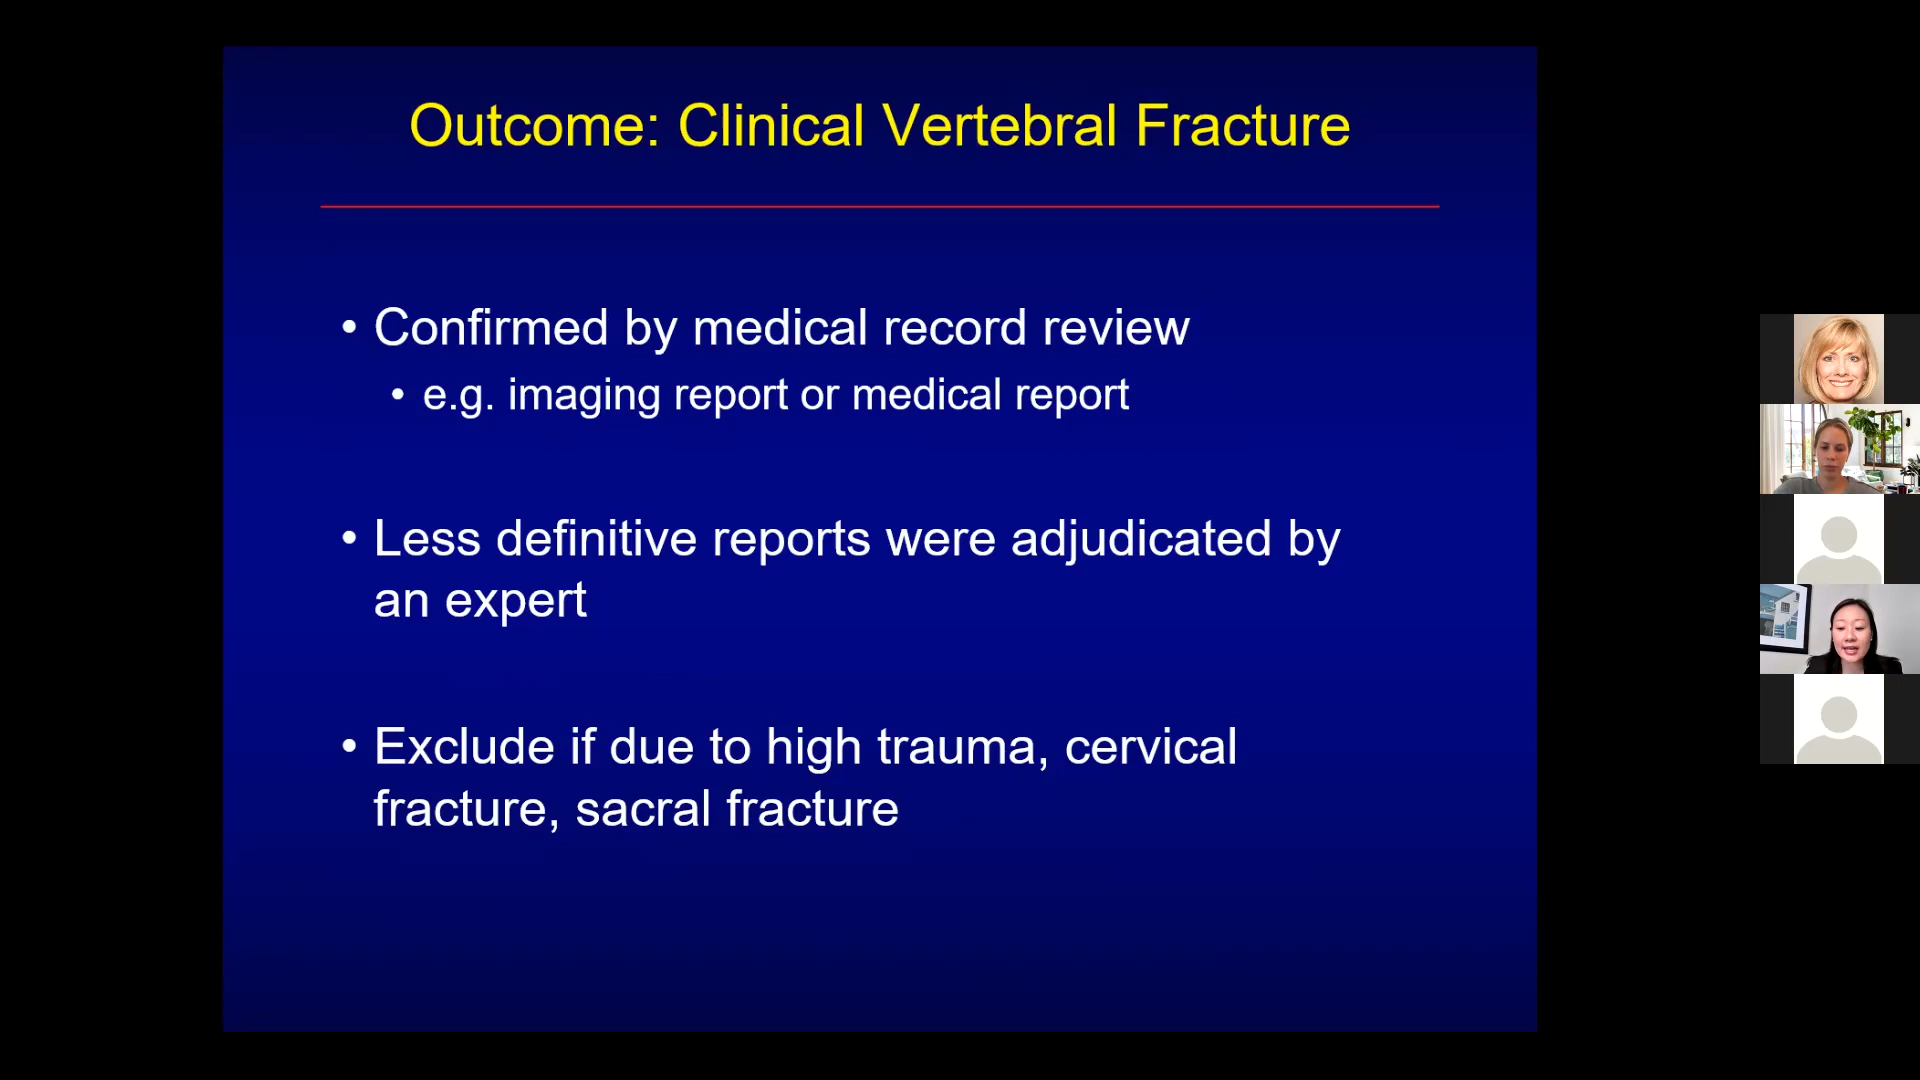 Outcome: Clinical Vertebral Fracture
• Confirmed by medical record review
• e.g. imaging report or medical report
• Less definitive reports were adjudicated by
an expert
• Exclude if due to high trauma, cervical
fracture, sacral fracture